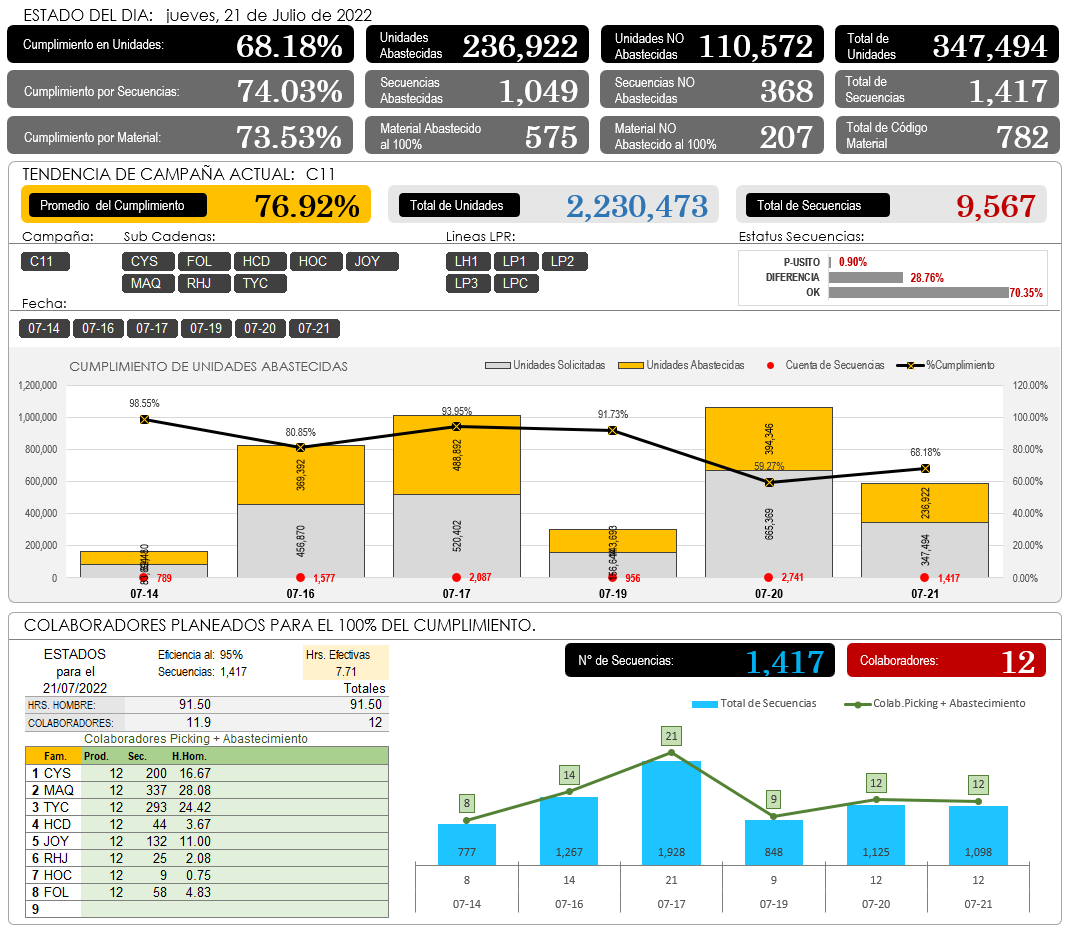 ESTADO DEL DIA: jueves, 21 de Julio de 2022
Cumplimiento en Unidades: 68.18%
Unidades Abastecidas 236,922
Unidades NO Abastecidas 110,572
Total de Unidades 347,494
Cumplimiento por Secuencias: 74.03%
Secuencias Abastecidas 1,049
Secuencias NO Abastecidas 368
Total de Secuencias 1,417
Cumplimiento por Material: 73.53%
Material Abastecido al 100% 575
Material NO Abastecido al 100% 207
Total de Código Material 782
TENDENCIA DE CAMPAÑA ACTUAL: C11
Promedio del Cumplimiento 76.92%
Total de Unidades 2,230,473
Total de Secuencias 9,567
Campaña:
C11
Sub Cadenas:
CYS FOL HCD HOC JOY
MAQ RHJ TYC
Lineas LPR:
LH1 LP1 LP2
LP3 LPC
Estatus Secuencias:
P-USITO 0.90%
DIFERENCIA 28.76%
OK 70.35%
Fecha:
07-14 07-16 07-17 07-19 07-20 07-21
CUMPLIMIENTO DE UNIDADES ABASTECIDAS
Unidades Solicitadas Unidades Abastecidas Cuenta de Secuencias %Cumplimiento
1,200,000
1,000,000
800,000
600,000
400,000
200,000
0
120.00%
100.00%
80.00%
60.00%
40.00%
20.00%
0.00%
98.55% 80.85% 93.95% 91.73% 59.27% 68.18%
369,392 488,892 394,346 236,922
456,870 520,402 665,369 347,494
789 1,577 2,087 956 2,741 1,417
07-14 07-16 07-17 07-19 07-20 07-21
COLABORADORES PLANEADOS PARA EL 100% DEL CUMPLIMIENTO.
ESTADOS para el 21/07/2022
Eficiencia al: 95%
Secuencias: 1,417
Hrs. Efectivas
7.71
Totales
HRS. HOMBRE: 91.50 91.50
COLABORADORES: 11.9 12
Colaboradores Picking + Abastecimiento
Fam. Prod. Sec. H.Hom.
1 CYS 12 200 16.67
2 MAQ 12 337 28.08
3 TYC 12 293 24.42
4 HCD 12 44 3.67
5 JOY 12 132 11.00
6 RHJ 12 25 2.08
7 HOC 12 9 0.75
8 FOL 12 58 4.83
9
N° de Secuencias: 1,417
Colaboradores: 12
Total de Secuencias Colab.Picking + Abastecimiento
8 14 21 9 12 12
777 1,267 1,928 848 1,125 1,098
8 14 21 9 12 12
07-14 07-16 07-17 07-19 07-20 07-21